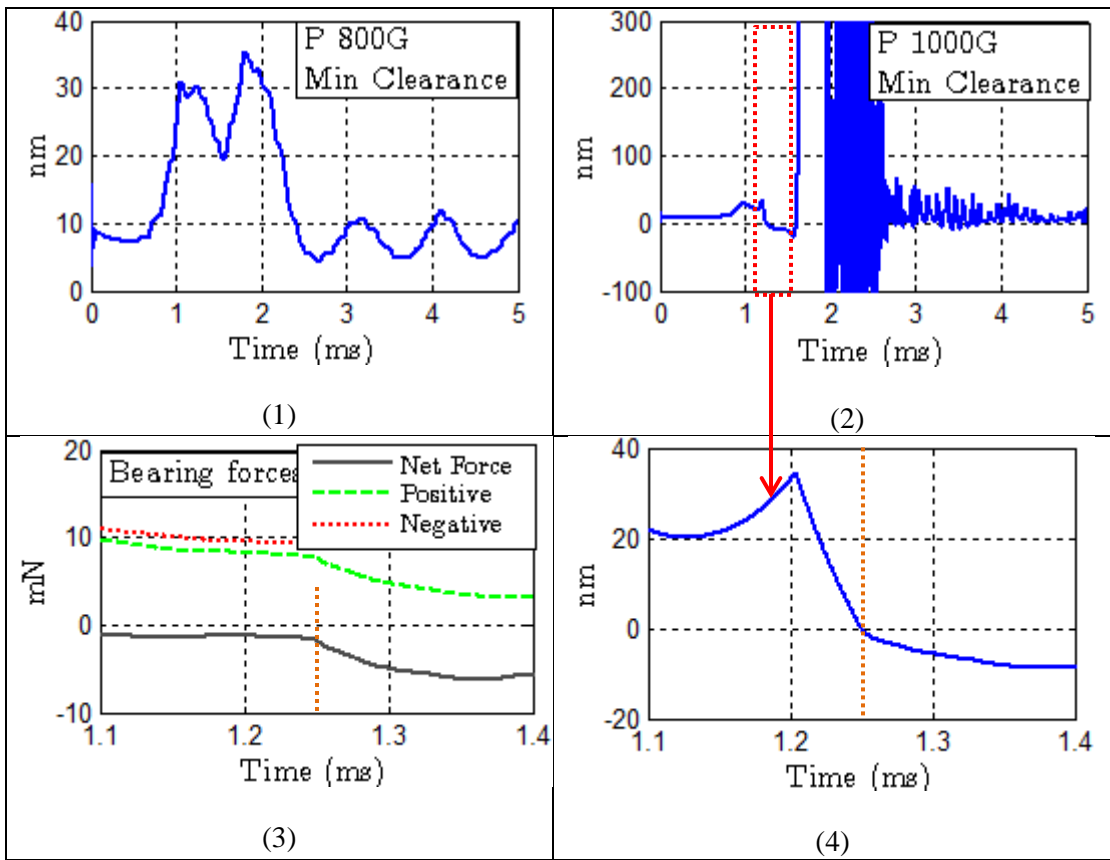 40
30
20
10
0
nm
P 800G
Min Clearance
0 1 2 3 4 5
Time (ms)
(1)
300
200
100
0
-100
nm
P 1000G
Min Clearance
0 1 2 3 4 5
Time (ms)
(2)
20
10
0
-10
mN
Bearing forces
Net Force
Positive
Negative
1.1 1.2 1.3 1.4
Time (ms)
(3)
40
20
0
-20
nm
1.1 1.2 1.3 1.4
Time (ms)
(4)